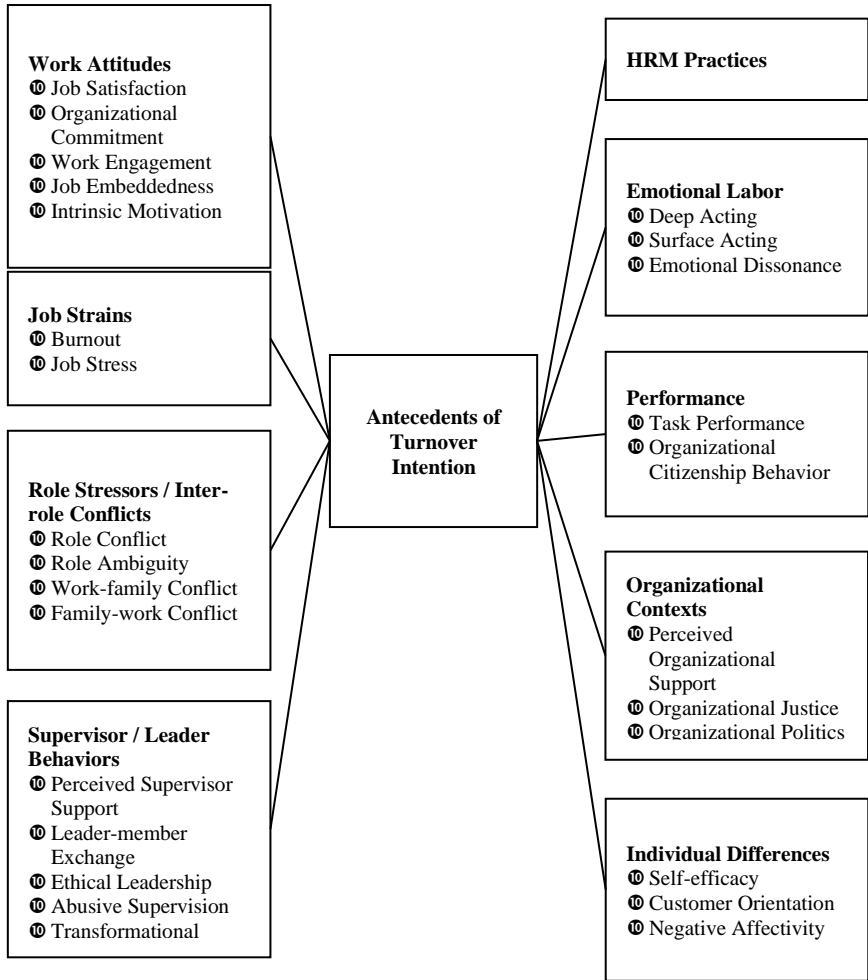 Work Attitudes
❿ Job Satisfaction
❿ Organizational
Commitment
❿ Work Engagement
❿ Job Embeddedness
❿ Intrinsic Motivation
Job Strains
❿ Burnout
❿ Job Stress
Role Stressors / Inter-
role Conflicts
❿ Role Conflict
❿ Role Ambiguity
❿ Work-family Conflict
❿ Family-work Conflict
Supervisor / Leader
Behaviors
❿ Perceived Supervisor
Support
❿ Leader-member
Exchange
❿ Ethical Leadership
❿ Abusive Supervision
❿ Transformational
Antecedents of
Turnover
Intention
HRM Practices
Emotional Labor
❿ Deep Acting
❿ Surface Acting
❿ Emotional Dissonance
Performance
❿ Task Performance
❿ Organizational
Citizenship Behavior
Organizational
Contexts
❿ Perceived
Organizational
Support
❿ Organizational Justice
❿ Organizational Politics
Individual Differences
❿ Self-efficacy
❿ Customer Orientation
❿ Negative Affectivity